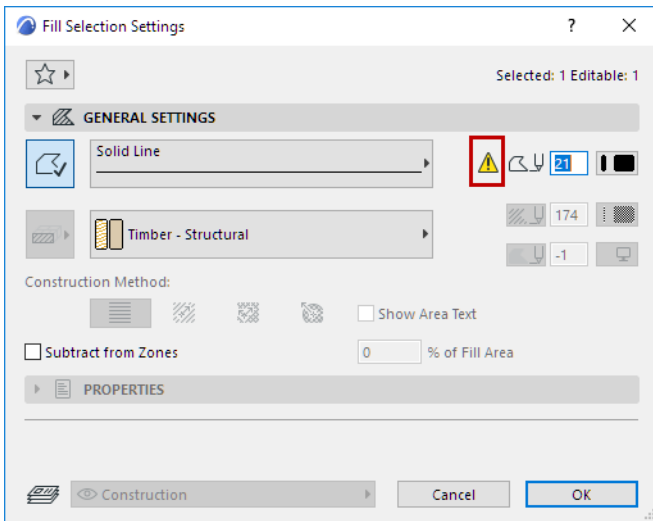 Fill Selection Settings
?
Selected: 1 Editable: 1
GENERAL SETTINGS
Solid Line
21
Timber - Structural
174
-1
Construction Method:
Show Area Text
Subtract from Zones
0
% of Fill Area
PROPERTIES
Construction
Cancel
OK